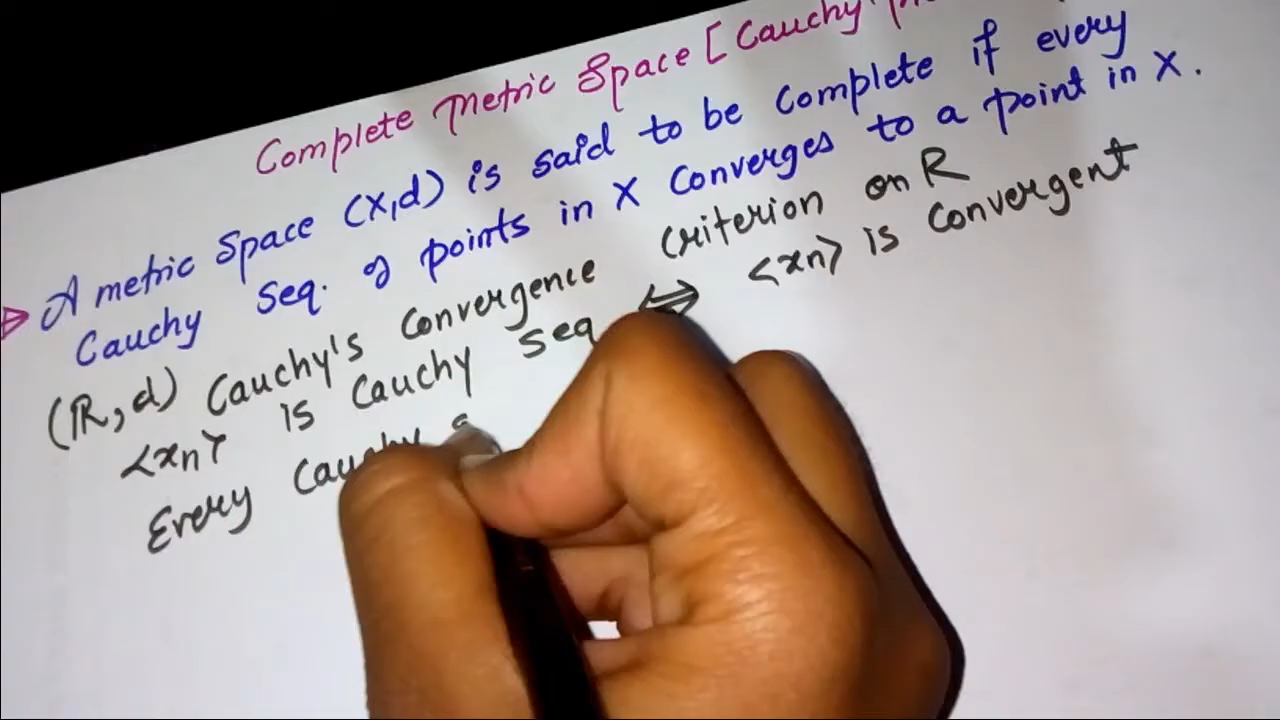 Complete Metric Space [Cauchy
A metric Space (X,d) is said to be complete if every
Cauchy Seq. of points in X Converges to a point in X.
(R, d) Cauchy's Convergence Criterion on R
<xn> is Cauchy Seq ⟺ <xn> is Convergent
Every Cauchy